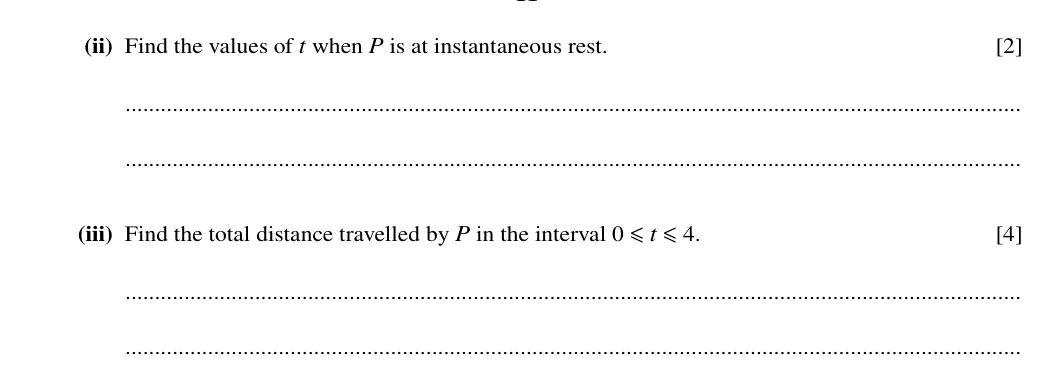 (ii) Find the values of t when P is at instantaneous rest. [2]
................................................................................................................................................................
................................................................................................................................................................
(iii) Find the total distance travelled by P in the interval 0 ⩽ t ⩽ 4. [4]
................................................................................................................................................................
................................................................................................................................................................